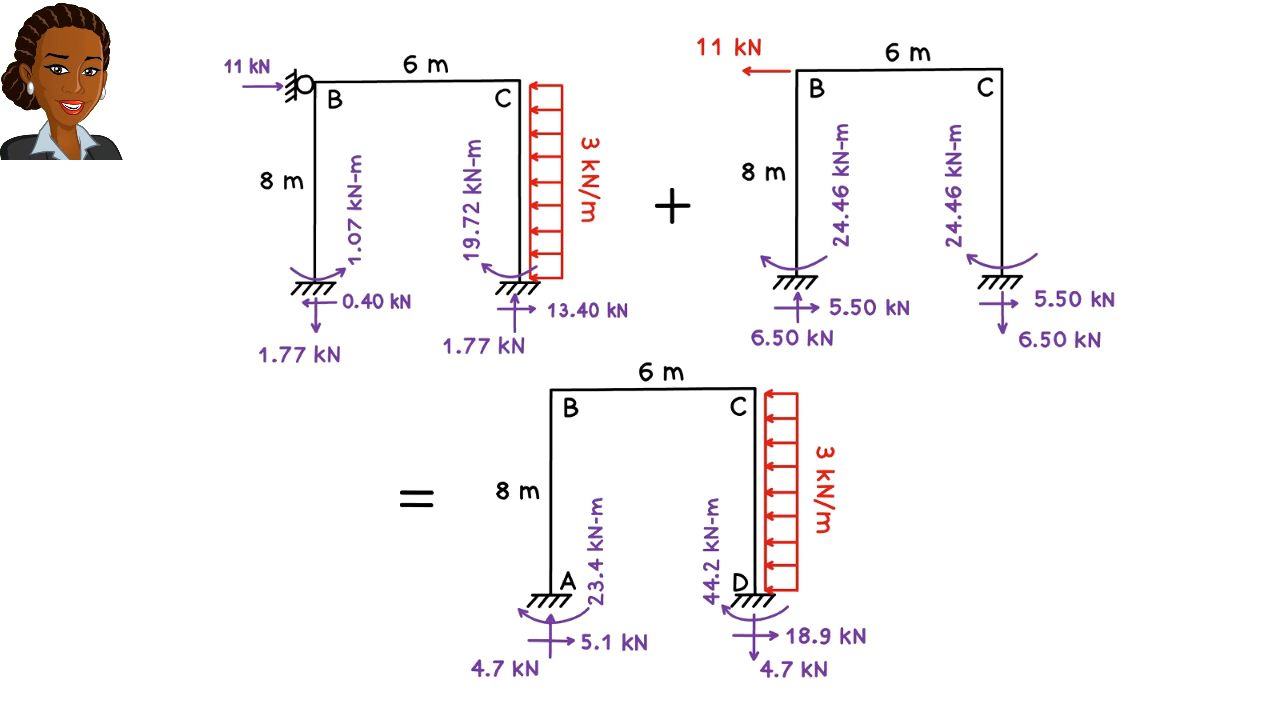 6 m
11 kN
B
C
8 m
1.07 kN-m
19.72 kN-m
3 kN/m
0.40 kN
13.40 kN
1.77 kN
1.77 kN
+
11 kN
6 m
B
C
8 m
24.46 kN-m
24.46 kN-m
5.50 kN
5.50 kN
6.50 kN
6.50 kN
=
6 m
B
C
8 m
23.4 kN-m
44.2 kN-m
3 kN/m
A
D
5.1 kN
18.9 kN
4.7 kN
4.7 kN